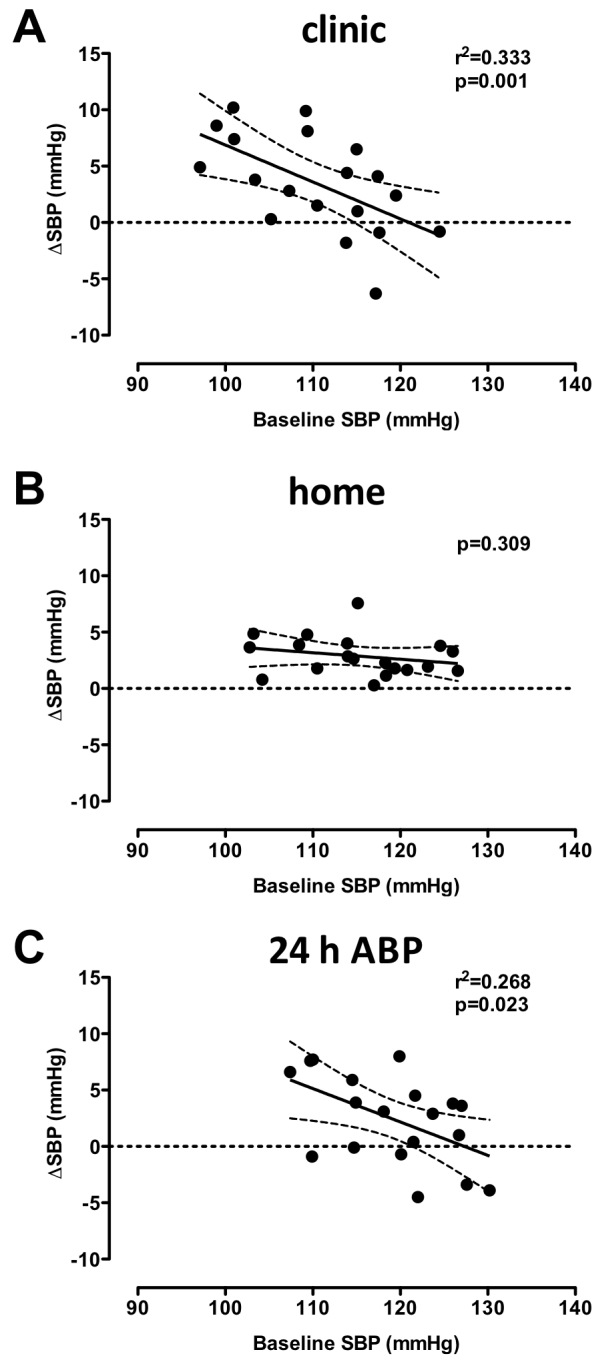 A
clinic
r²=0.333
p=0.001
15
10
5
0
-5
-10
ΔSBP (mmHg)
90 100 110 120 130 140
Baseline SBP (mmHg)
B
home
p=0.309
15
10
5
0
-5
-10
ΔSBP (mmHg)
90 100 110 120 130 140
Baseline SBP (mmHg)
C
24 h ABP
r²=0.268
p=0.023
15
10
5
0
-5
-10
ΔSBP (mmHg)
90 100 110 120 130 140
Baseline SBP (mmHg)